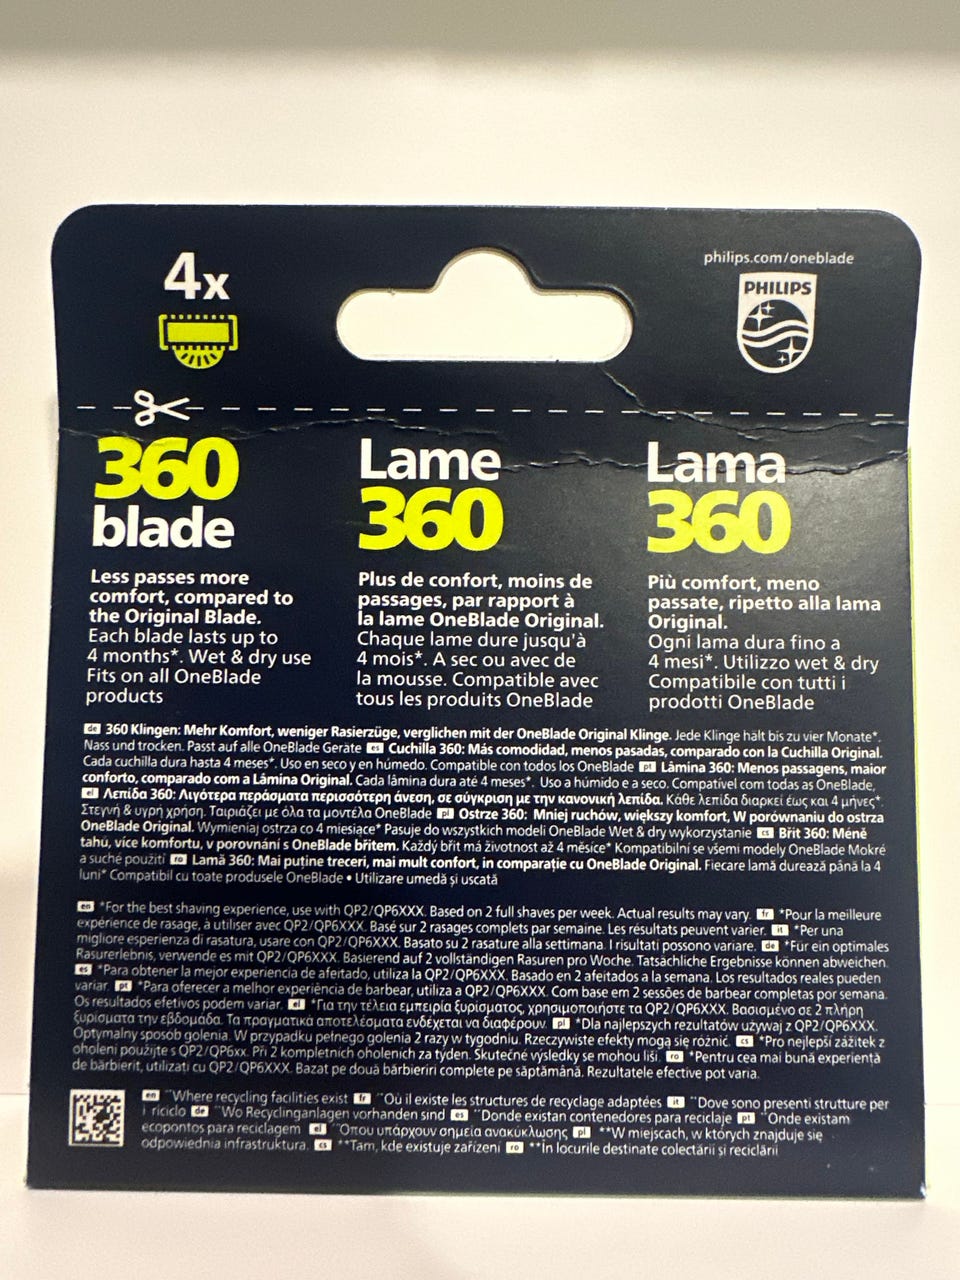 4x
philips.com/oneblade
PHILIPS
360
blade
Less passes more
comfort, compared to
the Original Blade.
Each blade lasts up to
4 months*. Wet & dry use
Fits on all OneBlade
products
Lame
360
Plus de confort, moins de
passages, par rapport à
la lame OneBlade Original.
Chaque lame dure jusqu'à
4 mois*. A sec ou avec de
la mousse. Compatible avec
tous les produits OneBlade
Lama
360
Più comfort, meno
passate, ripetto alla lama
Original.
Ogni lama dura fino a
4 mesi*. Utilizzo wet & dry
Compatibile con tutti i
prodotti OneBlade
de 360 Klingen: Mehr Komfort, weniger Rasierzüge, verglichen mit der OneBlade Original Klinge. Jede Klinge hält bis zu vier Monate*.
Nass und trocken. Passt auf alle OneBlade Geräte es Cuchilla 360: Más comodidad, menos pasadas, comparado con la Cuchilla Original.
Cada cuchilla dura hasta 4 meses*. Uso en seco y en húmedo. Compatible con todos los OneBlade pt Lâmina 360: Menos passagens, maior
conforto, comparado com a Lâmina Original. Cada lâmina dura até 4 meses*. Uso a húmido e a seco. Compatível com todas as OneBlade,
el Λεπίδα 360: Λιγότερα περάσματα περισσότερη άνεση, σε σύγκριση με την κανονική λεπίδα. Κάθε λεπίδα διαρκεί έως και 4 μήνες*.
Στεγνή & υγρή χρήση. Ταιριάζει με όλα τα μοντέλα OneBlade pl Ostrze 360: Mniej ruchów, większy komfort, W porównaniu do ostrza
OneBlade Original. Wymieniaj ostrza co 4 miesiące* Pasuje do wszystkich modeli OneBlade Wet & dry wykorzystanie cs Břit 360: Méně
tahů, více komfortu, v porovnání s OneBlade břitem. Každý břit má životnost až 4 měsíce* Kompatibilní se všemi modely OneBlade Mokré
a suché použití ro Lamă 360: Mai puține treceri, mai mult confort, in comparație cu OneBlade Original. Fiecare lamă durează până la 4
luni* Compatibil cu toate produsele OneBlade • Utilizare umedă și uscată
en *For the best shaving experience, use with QP2/QP6XXX. Based on 2 full shaves per week. Actual results may vary. fr *Pour la meilleure
expérience de rasage, à utiliser avec QP2/QP6XXX. Basé sur 2 rasages complets par semaine. Les résultats peuvent varier. it *Per una
migliore esperienza di rasatura, usare con QP2/QP6XXX. Basato su 2 rasature alla settimana. I risultati possono variare. de *Für ein optimales
Rasurerlebnis, verwende es mit QP2/QP6XXX. Basierend auf 2 vollständigen Rasuren pro Woche. Tatsächliche Ergebnisse können abweichen.
es *Para obtener la mejor experiencia de afeitado, utiliza la QP2/QP6XXX. Basado en 2 afeitados a la semana. Los resultados reales pueden
variar. pt *Para oferecer a melhor experiência de barbear, utiliza a QP2/QP6XXX. Com base em 2 sessões de barbear completas por semana.
Os resultados efetivos podem variar. el *Για την τέλεια εμπειρία ξυρίσματος, χρησιμοποιήστε τα QP2/QP6XXX. Βασισμένο σε 2 πλήρη
ξυρίσματα την εβδομάδα. Τα πραγματικά αποτελέσματα ενδέχεται να διαφέρουν. pl *Dla najlepszych rezultatów używaj z QP2/QP6XXX.
Optymalny sposób golenia. W przypadku pełnego golenia 2 razy w tygodniu. Rzeczywiste efekty mogą się różnić. cs *Pro nejlepší zážitek z
oholení použijte s QP2/QP6xx. Při 2 kompletních oholeních za týden. Skutečné výsledky se mohou liši. ro *Pentru cea mai bună experiență
de bărbierit, utilizați cu QP2/QP6XXX. Bazat pe două bărbieriri complete pe săptămână. Rezultatele efective pot varia.
en **Where recycling facilities exist fr **Où il existe les structures de recyclage adaptées it **Dove sono presenti strutture per
i riciclo de **Wo Recyclinganlagen vorhanden sind es **Donde existan contenedores para reciclaje pt **Onde existam
ecopontos para reciclagem el **Όπου υπάρχουν σημεία ανακύκλωσης pl **W miejscach, w których znajduje się
odpowiednia infrastruktura. cs **Tam, kde existuje zařízení ro **În locurile destinate colectării și reciclării